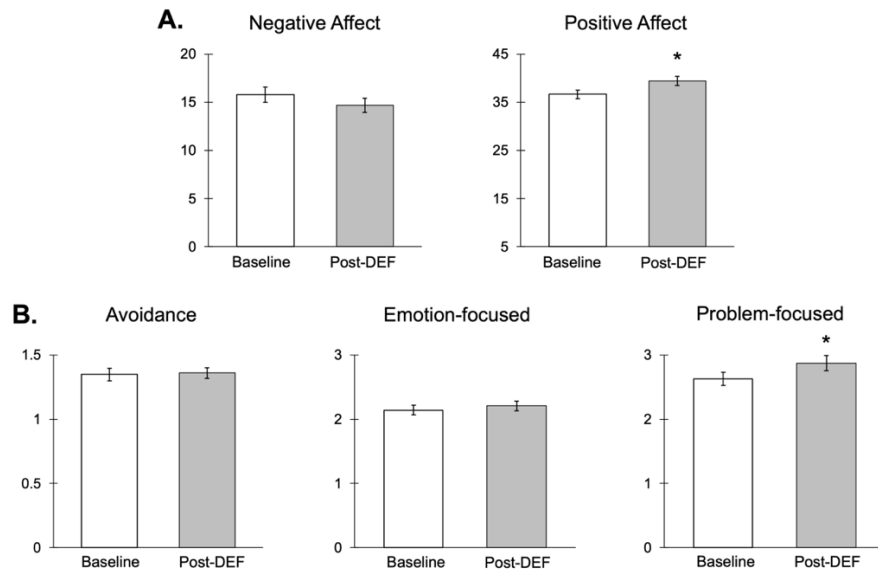 A.
Negative Affect
20
15
10
5
0
Baseline Post-DEF
Positive Affect
*
45
35
25
15
5
Baseline Post-DEF
B.
Avoidance
1.5
1
0.5
0
Baseline Post-DEF
Emotion-focused
3
2
1
0
Baseline Post-DEF
Problem-focused
*
3
2
1
0
Baseline Post-DEF